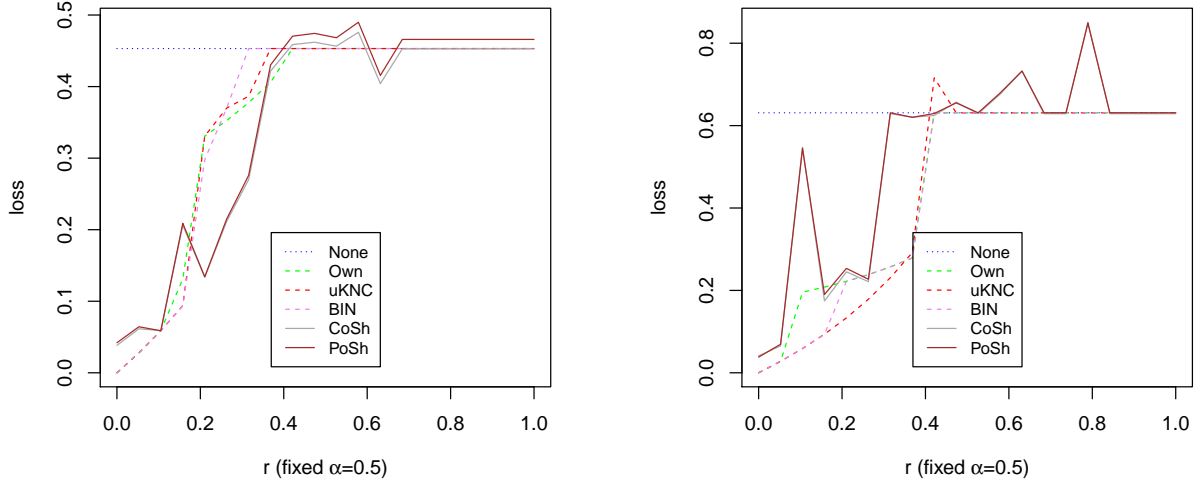 loss
0.5
0.4
0.3
0.2
0.1
0.0
None
Own
uKNC
BIN
CoSh
PoSh
0.0 0.2 0.4 0.6 0.8 1.0
r (fixed α=0.5)
loss
0.8
0.6
0.4
0.2
0.0
None
Own
uKNC
BIN
CoSh
PoSh
0.0 0.2 0.4 0.6 0.8 1.0
r (fixed α=0.5)